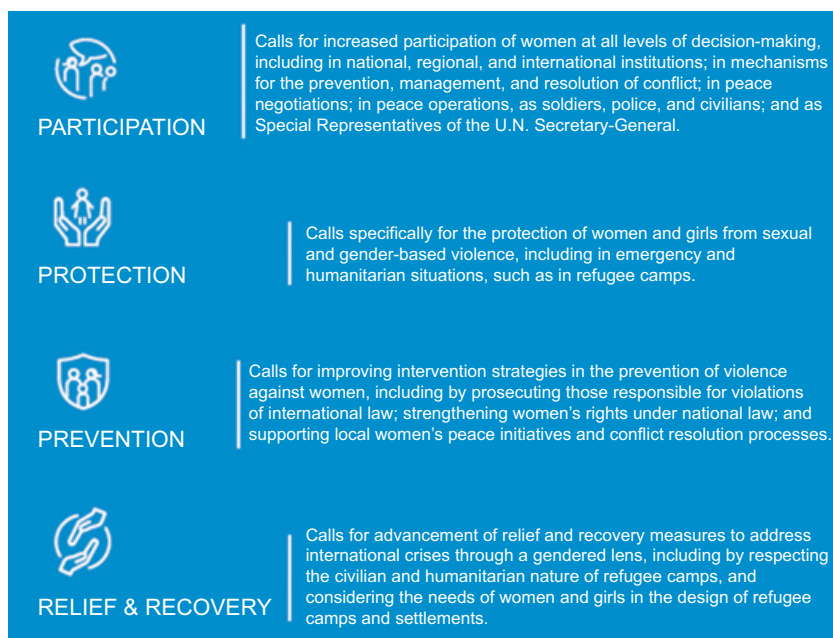 PARTICIPATION
Calls for increased participation of women at all levels of decision-making,
including in national, regional, and international institutions; in mechanisms
for the prevention, management, and resolution of conflict; in peace
negotiations; in peace operations, as soldiers, police, and civilians; and as
Special Representatives of the U.N. Secretary-General.
PROTECTION
Calls specifically for the protection of women and girls from sexual
and gender-based violence, including in emergency and
humanitarian situations, such as in refugee camps.
PREVENTION
Calls for improving intervention strategies in the prevention of violence
against women, including by prosecuting those responsible for violations
of international law; strengthening women’s rights under national law; and
supporting local women’s peace initiatives and conflict resolution processes.
RELIEF & RECOVERY
Calls for advancement of relief and recovery measures to address
international crises through a gendered lens, including by respecting
the civilian and humanitarian nature of refugee camps, and
considering the needs of women and girls in the design of refugee
camps and settlements.